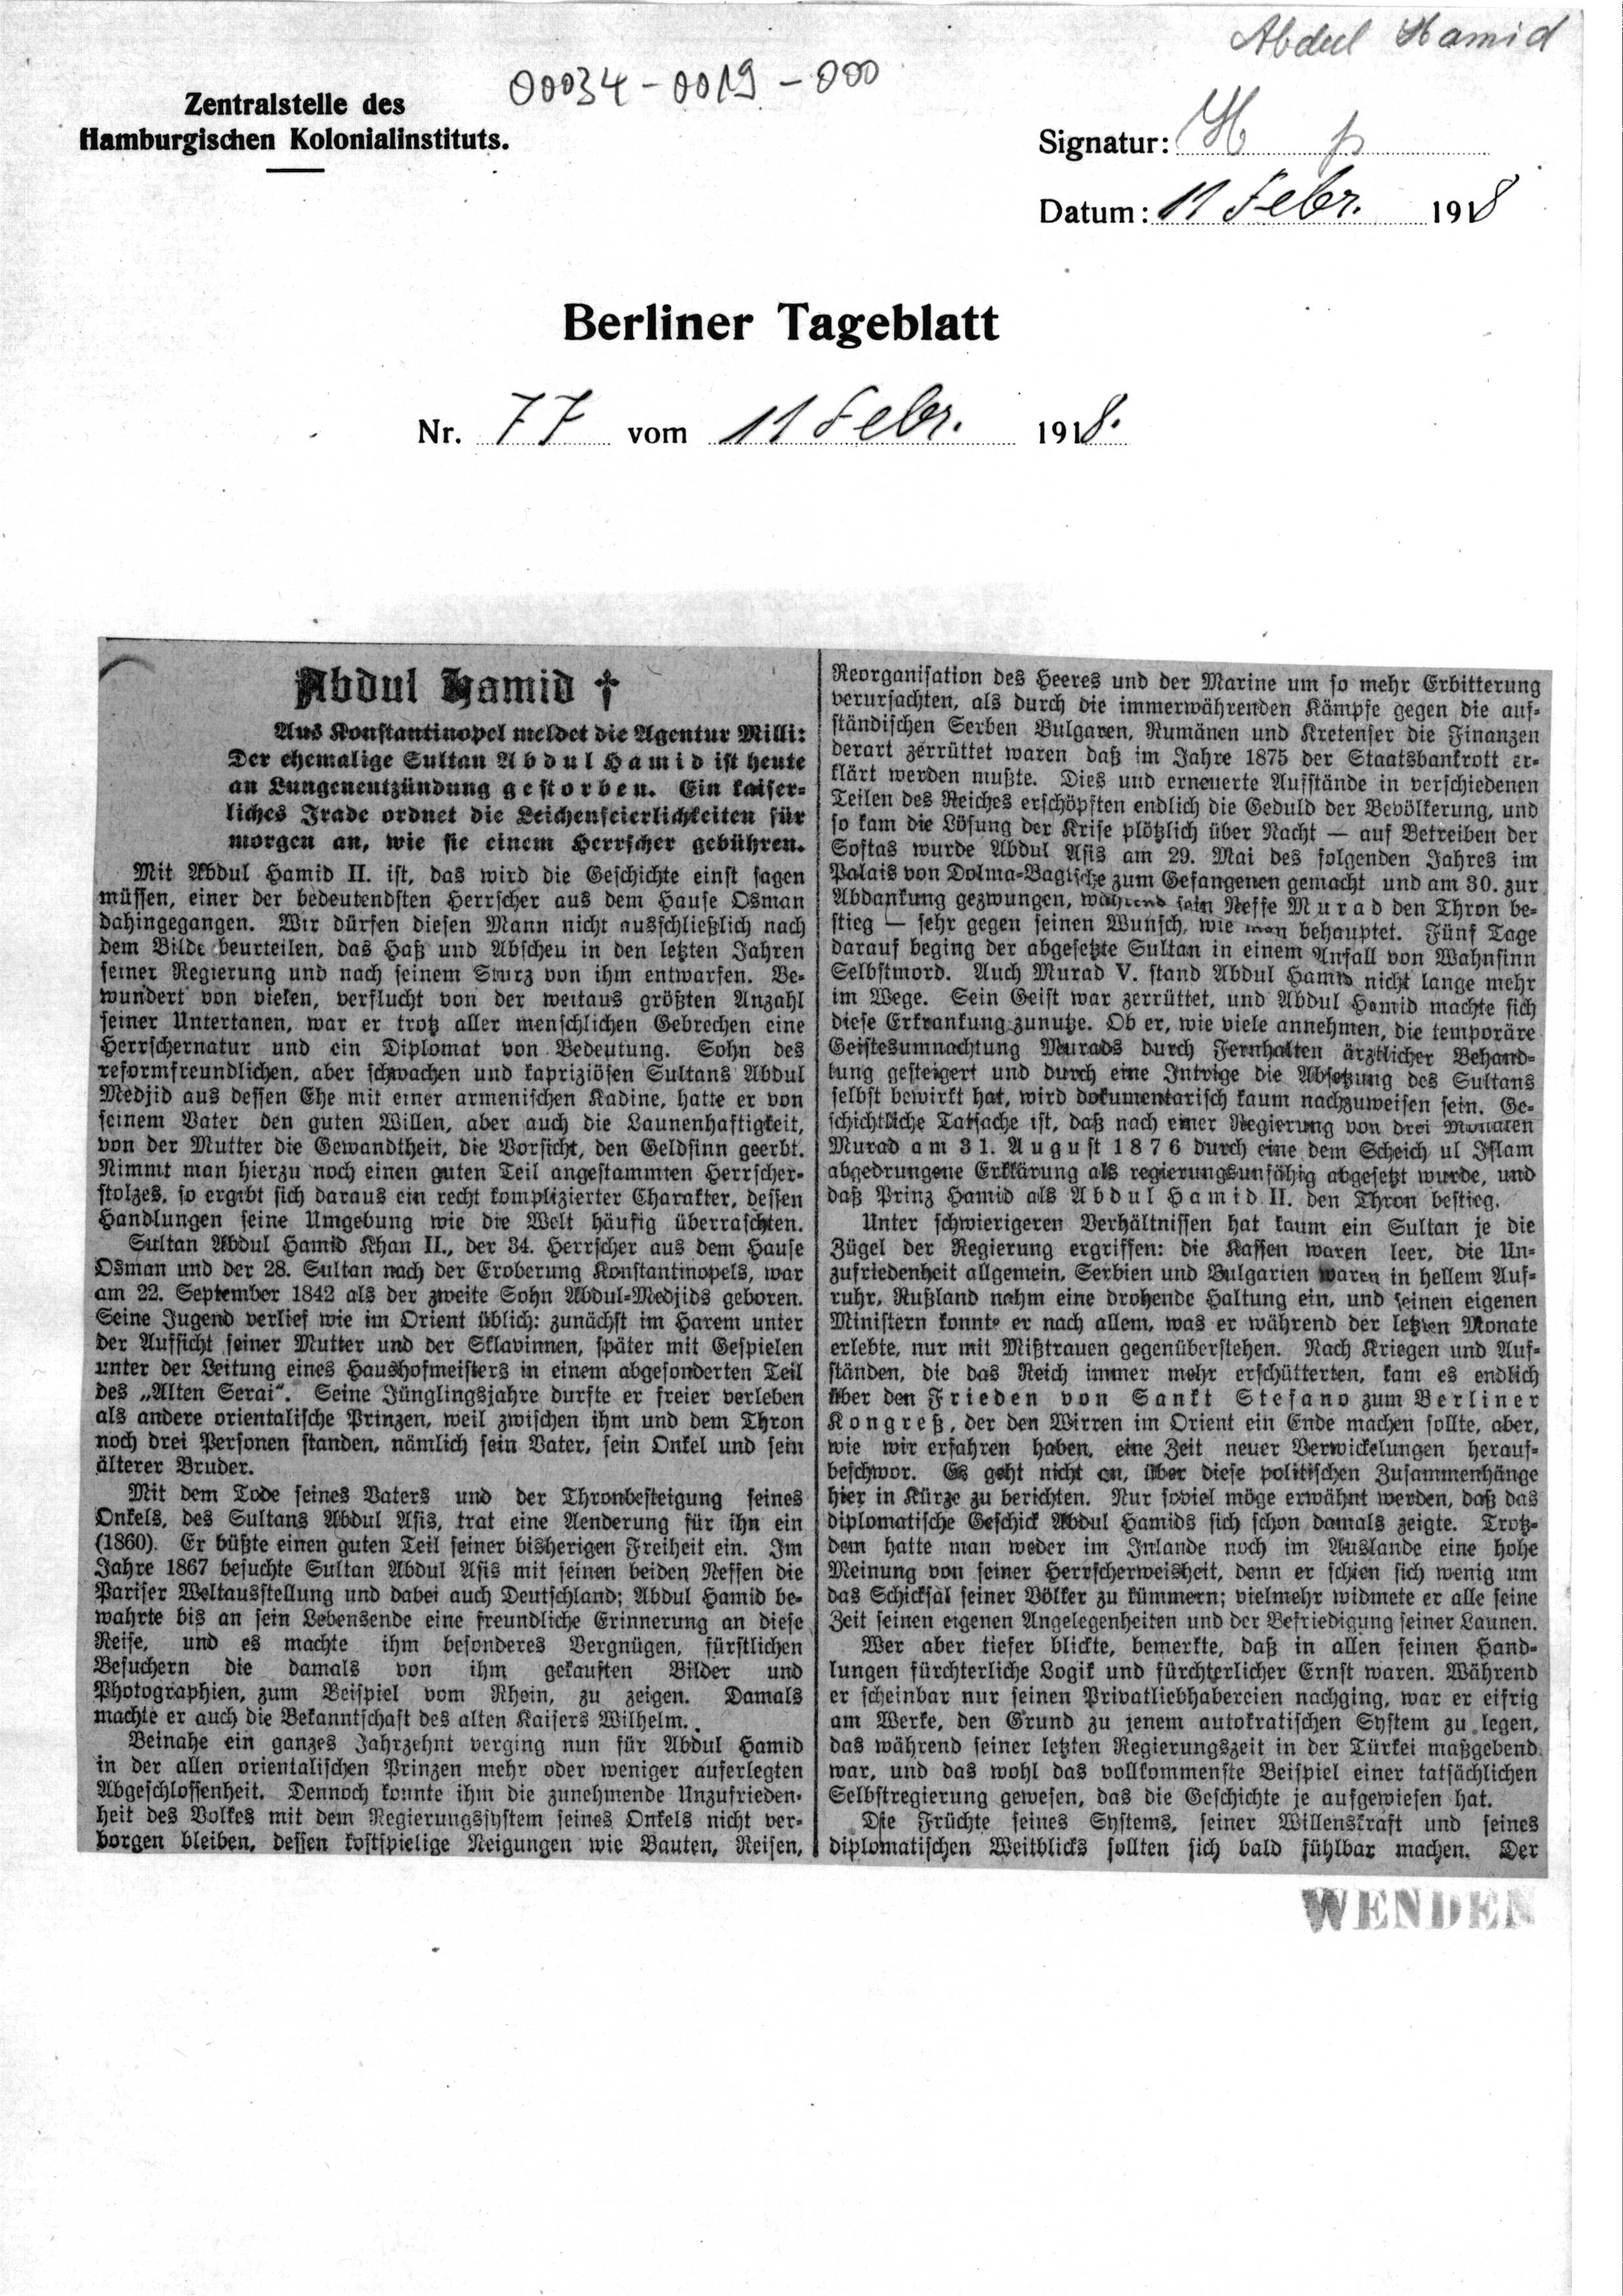 Abdul Hamid
00034-0019-000
Zentralstelle des
Hamburgischen Kolonialinstituts.
Signatur: H p
Datum: 11 Febr. 1918
Berliner Tageblatt
Nr. 77 vom 11 Febr. 1918.
Abdul Hamid †
Aus Konstantinopel meldet die Agentur Milli:
Der ehemalige Sultan Abdul Hamid ist heute
an Lungenentzündung gestorben. Ein kaiser-
liches Irade ordnet die Leichenfeierlichkeiten für
morgen an, wie sie einem Herrscher gebühren.
Mit Abdul Hamid II. ist, das wird die Geschichte einst sagen
müssen, einer der bedeutendsten Herrscher aus dem Hause Osman
dahingegangen. Wir dürfen diesen Mann nicht ausschließlich nach
dem Bilde beurteilen, das Haß und Abscheu in den letzten Jahren
seiner Regierung und nach seinem Sturz von ihm entwarfen. Be-
wundert von vielen, verflucht von der weitaus größten Anzahl
seiner Untertanen, war er trotz aller menschlichen Gebrechen eine
Herrschernatur und ein Diplomat von Bedeutung. Sohn des
reformfreundlichen, aber schwachen und kapriziösen Sultans Abdul
Medjid aus dessen Ehe mit einer armenischen Kadine, hatte er von
seinem Vater den guten Willen, aber auch die Launenhaftigkeit,
von der Mutter die Gewandtheit, die Vorsicht, den Geldsinn geerbt.
Nimmt man hierzu noch einen guten Teil angestammten Herrscher-
stolzes, so ergibt sich daraus ein recht komplizierter Charakter, dessen
Handlungen seine Umgebung wie die Welt häufig überraschten.
Sultan Abdul Hamid Khan II., der 34. Herrscher aus dem Hause
Osman und der 28. Sultan nach der Eroberung Konstantinopels, war
am 22. September 1842 als der zweite Sohn Abdul-Medjids geboren.
Seine Jugend verlief wie im Orient üblich: zunächst im Harem unter
der Aufsicht seiner Mutter und der Sklavinnen, später mit Gespielen
unter der Leitung eines Haushofmeisters in einem abgesonderten Teil
des „Alten Serai“. Seine Jünglingsjahre durfte er freier verleben
als andere orientalische Prinzen, weil zwischen ihm und dem Thron
noch drei Personen standen, nämlich sein Vater, sein Onkel und sein
älterer Bruder.
Mit dem Tode seines Vaters und der Thronbesteigung seines
Onkels, des Sultans Abdul Asis, trat eine Aenderung für ihn ein
(1860). Er büßte einen guten Teil seiner bisherigen Freiheit ein. Im
Jahre 1867 besuchte Sultan Abdul Asis mit seinen beiden Neffen die
Pariser Weltausstellung und dabei auch Deutschland; Abdul Hamid be-
wahrte bis an sein Lebensende eine freundliche Erinnerung an diese
Reise, und es machte ihm besonderes Vergnügen, fürstlichen
Besuchern die damals von ihm gekauften Bilder und
Photographien, zum Beispiel vom Rhein, zu zeigen. Damals
machte er auch die Bekanntschaft des alten Kaisers Wilhelm.
Beinahe ein ganzes Jahrzehnt verging nun für Abdul Hamid
in der allen orientalischen Prinzen mehr oder weniger auferlegten
Abgeschlossenheit. Dennoch konnte ihm die zunehmende Unzufrieden-
heit des Volkes mit dem Regierungssystem seines Onkels nicht ver-
borgen bleiben, dessen kostspielige Neigungen wie Bauten, Reisen,
Reorganisation des Heeres und der Marine um so mehr Erbitterung
verursachten, als durch die immerwährenden Kämpfe gegen die auf-
ständischen Serben Bulgaren, Rumänen und Kretenser die Finanzen
derart zerrüttet waren daß im Jahre 1875 der Staatsbankrott er-
klärt werden mußte. Dies und erneuerte Aufstände in verschiedenen
Teilen des Reiches erschöpften endlich die Geduld der Bevölkerung, und
so kam die Lösung der Krise plötzlich über Nacht — auf Betreiben der
Softas wurde Abdul Asis am 29. Mai des folgenden Jahres im
Palais von Dolma-Bagtsche zum Gefangenen gemacht und am 30. zur
Abdankung gezwungen, während sein Neffe Murad den Thron be-
stieg — sehr gegen seinen Wunsch, wie man behauptet. Fünf Tage
darauf beging der abgesetzte Sultan in einem Anfall von Wahnsinn
Selbstmord. Auch Murad V. stand Abdul Hamid nicht lange mehr
im Wege. Sein Geist war zerrüttet, und Abdul Hamid machte sich
diese Erkrankung zunutze. Ob er, wie viele annehmen, die temporäre
Geistesumnachtung Murads durch Fernhalten ärztlicher Behand-
lung gesteigert und durch eine Intrige die Absetzung des Sultans
selbst bewirkt hat, wird dokumentarisch kaum nachzuweisen sein. Ge-
schichtliche Tatsache ist, daß nach einer Regierung von drei Monaten
Murad am 31. August 1876 durch eine dem Scheich ul Islam
abgedrungene Erklärung als regierungsunfähig abgesetzt wurde, und
daß Prinz Hamid als Abdul Hamid II. den Thron bestieg.
Unter schwierigeren Verhältnissen hat kaum ein Sultan je die
Zügel der Regierung ergriffen: die Kassen waren leer, die Un-
zufriedenheit allgemein, Serbien und Bulgarien waren in hellem Auf-
ruhr, Rußland nahm eine drohende Haltung ein, und seinen eigenen
Ministern konnte er nach allem, was er während der letzten Monate
erlebte, nur mit Mißtrauen gegenüberstehen. Nach Kriegen und Auf-
ständen, die das Reich immer mehr erschütterten, kam es endlich
über den Frieden von Sankt Stefano zum Berliner
Kongreß, der den Wirren im Orient ein Ende machen sollte, aber,
wie wir erfahren haben, eine Zeit neuer Verwickelungen herauf-
beschwor. Es geht nicht an, über diese politischen Zusammenhänge
hier in Kürze zu berichten. Nur soviel möge erwähnt werden, daß das
diplomatische Geschick Abdul Hamids sich schon damals zeigte. Trotz-
dem hatte man weder im Inlande noch im Auslande eine hohe
Meinung von seiner Herrscherweisheit, denn er schien sich wenig um
das Schicksal seiner Völker zu kümmern; vielmehr widmete er alle seine
Zeit seinen eigenen Angelegenheiten und der Befriedigung seiner Launen.
Wer aber tiefer blickte, bemerkte, daß in allen seinen Hand-
lungen fürchterliche Logik und fürchterlicher Ernst waren. Während
er scheinbar nur seinen Privatliebhabereien nachging, war er eifrig
am Werke, den Grund zu jenem autokratischen System zu legen,
das während seiner letzten Regierungszeit in der Türkei maßgebend
war, und das wohl das vollkommenste Beispiel einer tatsächlichen
Selbstregierung gewesen, das die Geschichte je aufgewiesen hat.
Die Früchte seines Systems, seiner Willenskraft und seines
diplomatischen Weitblicks sollten sich bald fühlbar machen. Der
WENDEN